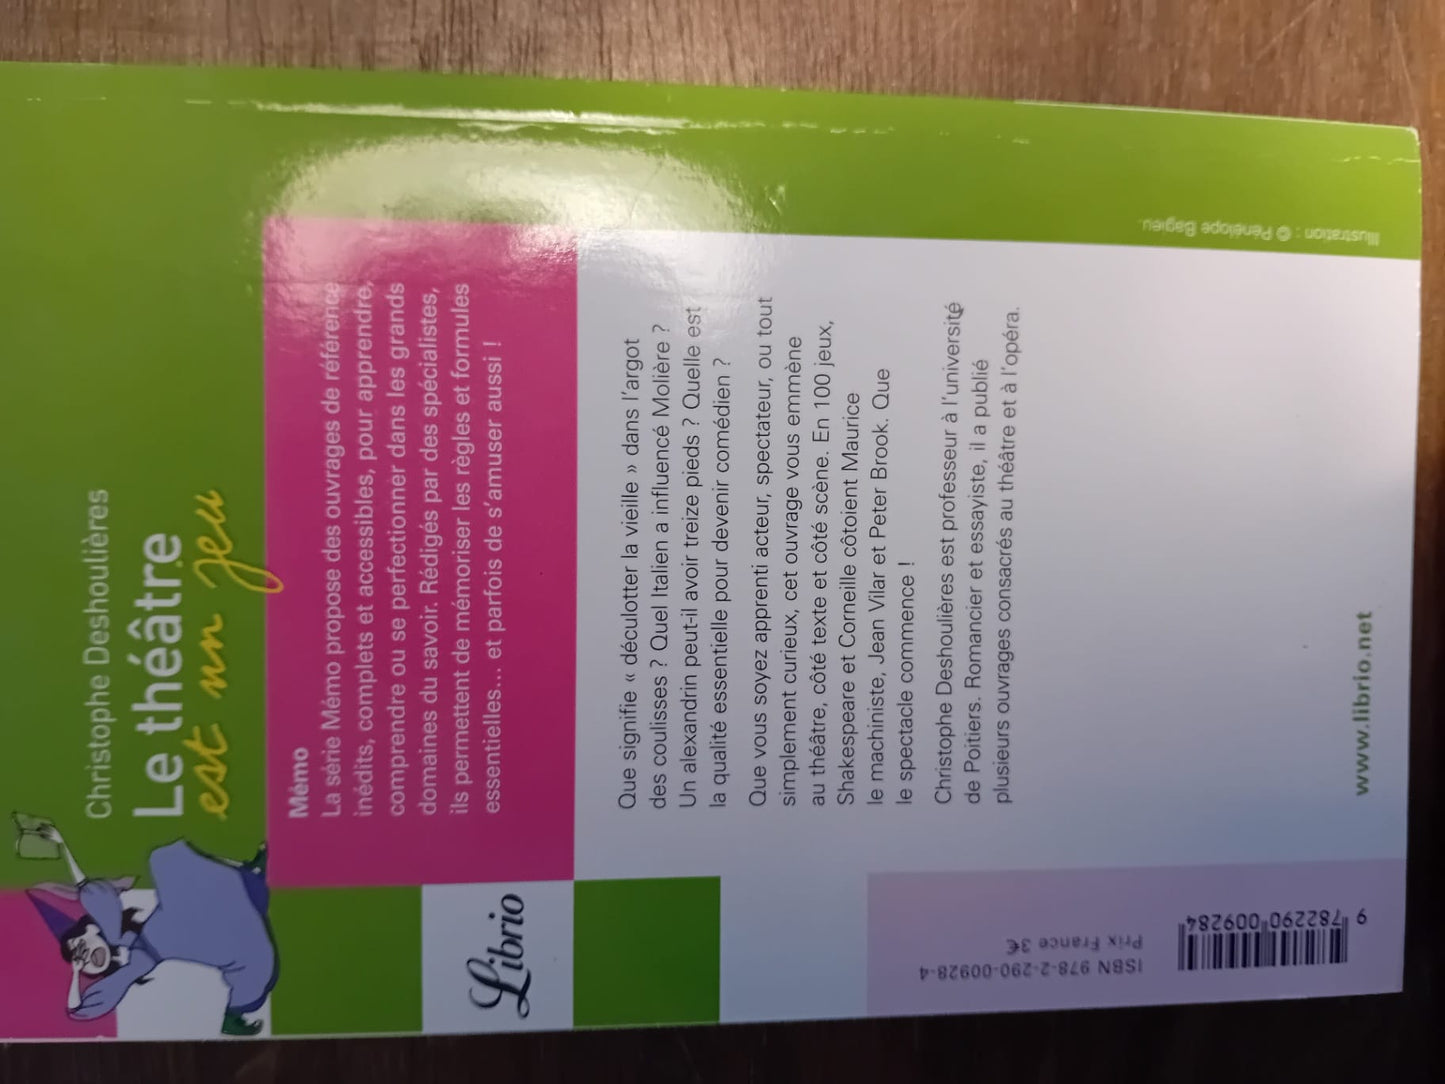 Christophe Deshoulières
Le théâtre
est un jeu
Mémo
La série Mémo propose des ouvrages de référence
inédits, complets et accessibles, pour apprendre,
comprendre ou se perfectionner dans les grands
domaines du savoir. Rédigés par des spécialistes,
ils permettent de mémoriser les règles et formules
essentielles... et parfois de s'amuser aussi !
Librio
Que signifie « déculotter la vieille » dans l'argot
des coulisses ? Quel Italien a influencé Molière ?
Un alexandrin peut-il avoir treize pieds ? Quelle est
la qualité essentielle pour devenir comédien ?
Que vous soyez apprenti acteur, spectateur, ou tout
simplement curieux, cet ouvrage vous emmène
au théâtre, côté texte et côté scène. En 100 jeux,
Shakespeare et Corneille côtoient Maurice
le machiniste, Jean Vilar et Peter Brook. Que
le spectacle commence !
Christophe Deshoulières est professeur à l'université
de Poitiers. Romancier et essayiste, il a publié
plusieurs ouvrages consacrés au théâtre et à l'opéra.
www.librio.net
Illustration : © Pénélope Bagieu.
ISBN 978-2-290-00928-4
Prix France 3€
9 782290 009284